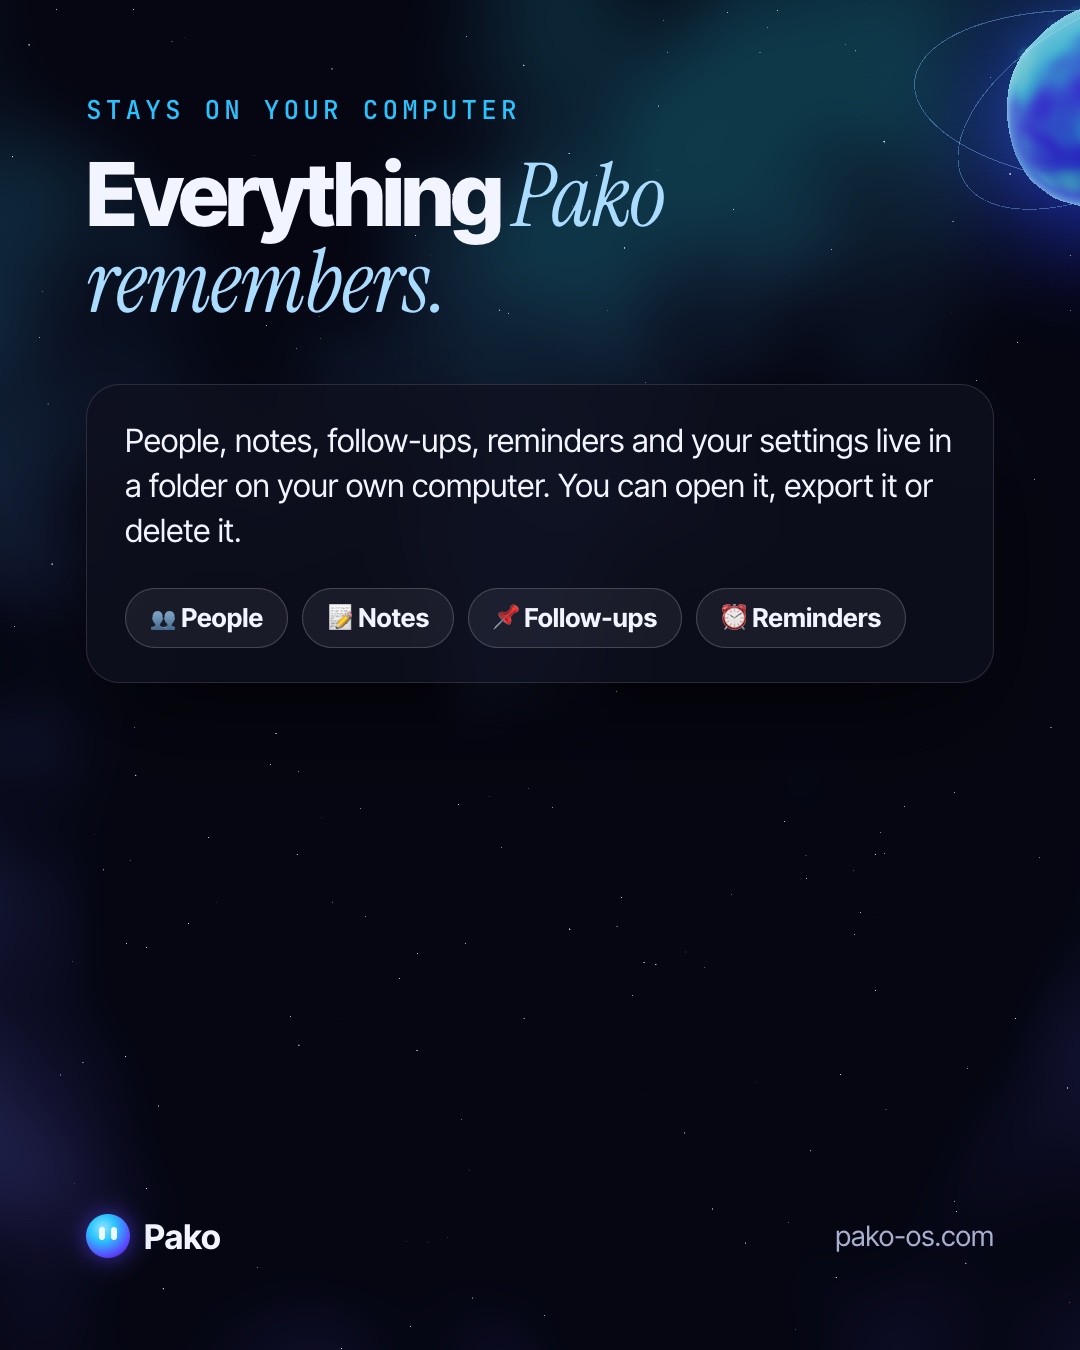 STAYS ON YOUR COMPUTER
Everything Pako
remembers.
People, notes, follow-ups, reminders and your settings live in
a folder on your own computer. You can open it, export it or
delete it.
People Notes Follow-ups Reminders
Pako pako-os.com